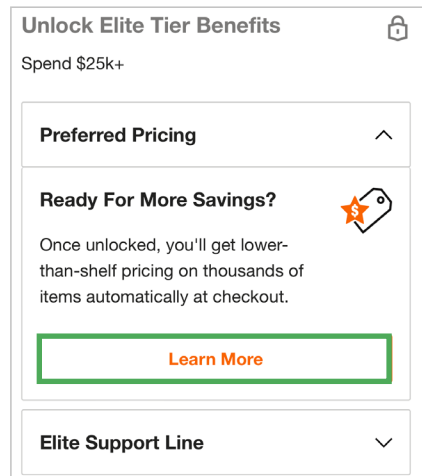 Unlock Elite Tier Benefits
Spend $25k+
Preferred Pricing
Ready For More Savings?
$
Once unlocked, you'll get lower-
than-shelf pricing on thousands of
items automatically at checkout.
Learn More
Elite Support Line